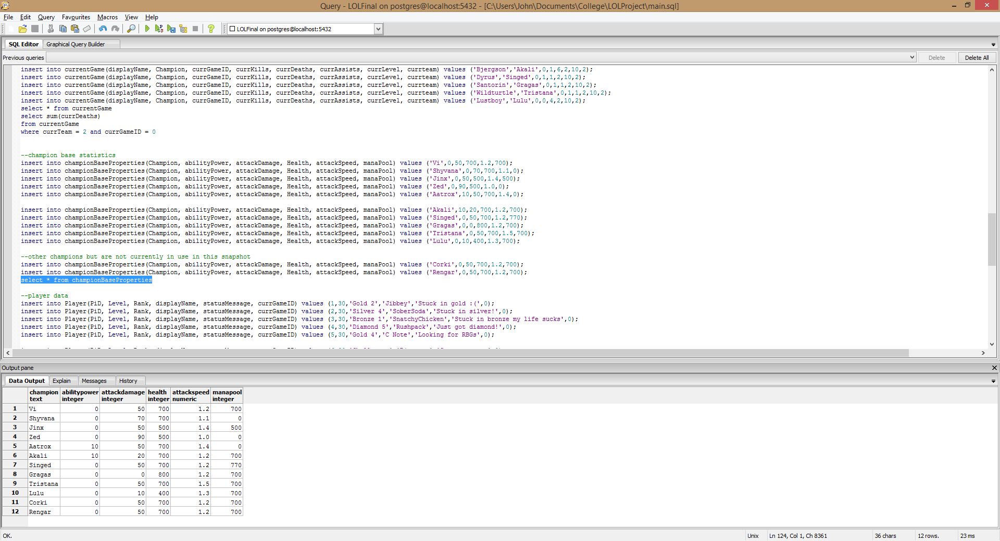 Query - LOLFinal on postgres@localhost:5432 - [C:\Users\John\Documents\College\LOLProject\main.sql]
File Edit Query Favourites Macros View Help
LOLFinal on postgres@localhost:5432
SQL Editor Graphical Query Builder
Previous queries Delete Delete All
insert into currentGame(displayName, Champion, currGameID, currKills, currDeaths, currAssists, currLevel, currteam) values ('Bjergson','Akali',0,1,6,2,10,2);
insert into currentGame(displayName, Champion, currGameID, currKills, currDeaths, currAssists, currLevel, currteam) values ('Dyrus','Singed',0,1,1,2,10,2);
insert into currentGame(displayName, Champion, currGameID, currKills, currDeaths, currAssists, currLevel, currteam) values ('Santorin','Gragas',0,1,1,2,10,2);
insert into currentGame(displayName, Champion, currGameID, currKills, currDeaths, currAssists, currLevel, currteam) values ('Wildturtle','Tristana',0,1,1,2,10,2);
insert into currentGame(displayName, Champion, currGameID, currKills, currDeaths, currAssists, currLevel, currteam) values ('Lustboy','Lulu',0,0,4,2,10,2);
select * from currentGame
select sum(currDeaths)
from currentGame
where currTeam = 2 and currGameID = 0
--champion base statistics
insert into championBaseProperties(Champion, abilityPower, attackDamage, Health, attackSpeed, manaPool) values ('Vi',0,50,700,1.2,700);
insert into championBaseProperties(Champion, abilityPower, attackDamage, Health, attackSpeed, manaPool) values ('Shyvana',0,70,700,1.1,0);
insert into championBaseProperties(Champion, abilityPower, attackDamage, Health, attackSpeed, manaPool) values ('Jinx',0,50,500,1.4,500);
insert into championBaseProperties(Champion, abilityPower, attackDamage, Health, attackSpeed, manaPool) values ('Zed',0,90,500,1.0,0);
insert into championBaseProperties(Champion, abilityPower, attackDamage, Health, attackSpeed, manaPool) values ('Aatrox',10,50,700,1.4,0);
insert into championBaseProperties(Champion, abilityPower, attackDamage, Health, attackSpeed, manaPool) values ('Akali',10,20,700,1.2,700);
insert into championBaseProperties(Champion, abilityPower, attackDamage, Health, attackSpeed, manaPool) values ('Singed',0,50,700,1.2,770);
insert into championBaseProperties(Champion, abilityPower, attackDamage, Health, attackSpeed, manaPool) values ('Gragas',0,0,800,1.2,700);
insert into championBaseProperties(Champion, abilityPower, attackDamage, Health, attackSpeed, manaPool) values ('Tristana',0,50,700,1.5,700);
insert into championBaseProperties(Champion, abilityPower, attackDamage, Health, attackSpeed, manaPool) values ('Lulu',0,10,400,1.3,700);
--other champions but are not currently in use in this snapshot
insert into championBaseProperties(Champion, abilityPower, attackDamage, Health, attackSpeed, manaPool) values ('Corki',0,50,700,1.2,700);
insert into championBaseProperties(Champion, abilityPower, attackDamage, Health, attackSpeed, manaPool) values ('Rengar',0,50,700,1.2,700);
select * from championBaseProperties
--player data
insert into Player(PiD, Level, Rank, displayName, statusMessage, currGameID) values (1,30,'Gold 2','Jibbey','Stuck in gold :(',0);
insert into Player(PiD, Level, Rank, displayName, statusMessage, currGameID) values (2,30,'Silver 4','SoberSoda','Stuck in silver!',0);
insert into Player(PiD, Level, Rank, displayName, statusMessage, currGameID) values (3,30,'Bronze 1','SnatchyChicken','Stuck in bronze my life sucks',0);
insert into Player(PiD, Level, Rank, displayName, statusMessage, currGameID) values (4,30,'Diamond 5','Rushpack','Just got diamond!',0);
insert into Player(PiD, Level, Rank, displayName, statusMessage, currGameID) values (5,30,'Gold 4','C Note','Looking for RBGs',0);
Output pane
Data Output Explain Messages History
champion abilitypower attackdamage health attackspeed manapool
text integer integer integer numeric integer
1 Vi 0 50 700 1.2 700
2 Shyvana 0 70 700 1.1 0
3 Jinx 0 50 500 1.4 500
4 Zed 0 90 500 1.0 0
5 Aatrox 10 50 700 1.4 0
6 Akali 10 20 700 1.2 700
7 Singed 0 50 700 1.2 770
8 Gragas 0 0 800 1.2 700
9 Tristana 0 50 700 1.5 700
10 Lulu 0 10 400 1.3 700
11 Corki 0 50 700 1.2 700
12 Rengar 0 50 700 1.2 700
OK. Unix Ln 124, Col 1, Ch 8361 36 chars 12 rows. 23 ms